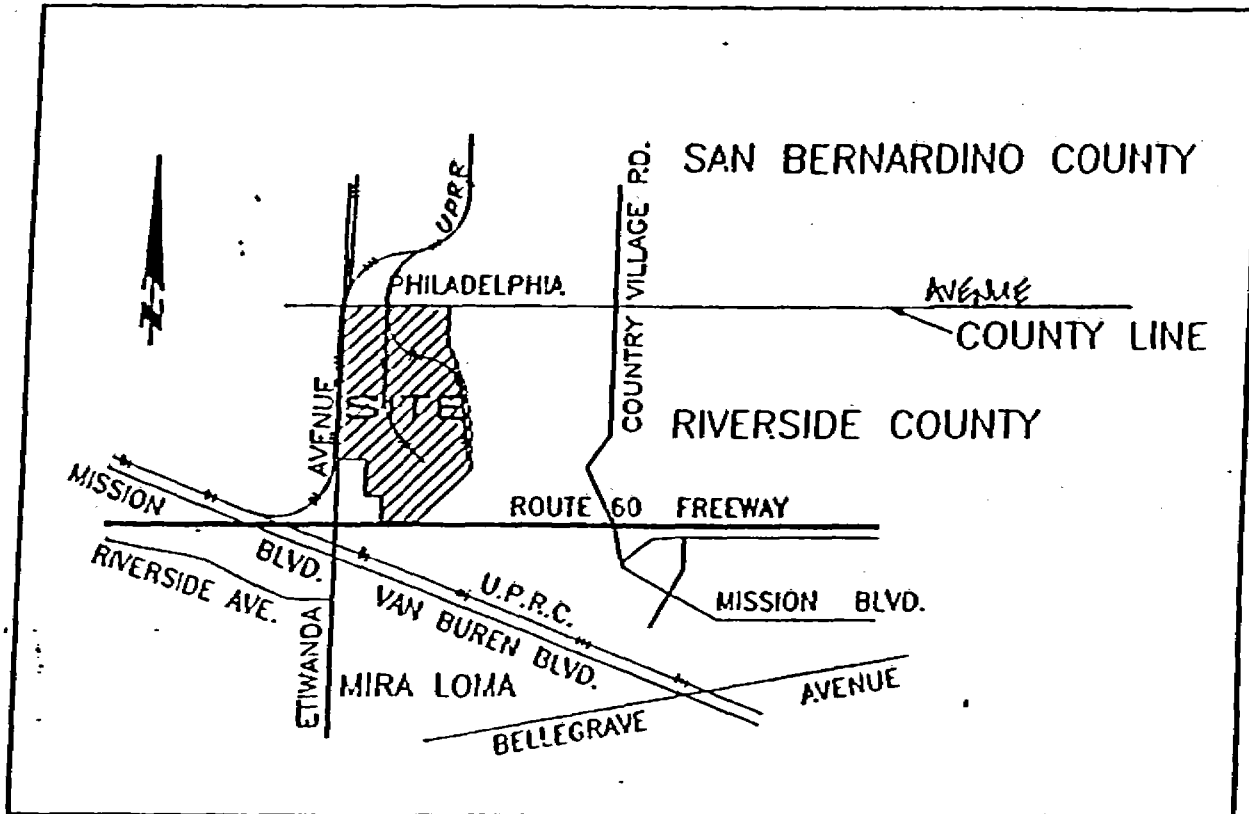 SAN BERNARDINO COUNTY
U.P.R.R
COUNTRY VILLAGE RD.
N
PHILADELPHIA
AVENUE
COUNTY LINE
SITE
RIVERSIDE COUNTY
ETIWANDA AVENUE
MISSION BLVD.
ROUTE 60 FREEWAY
RIVERSIDE AVE.
U.P.R.C.
VAN BUREN BLVD.
MISSION BLVD.
MIRA LOMA
BELLEGRAVE AVENUE